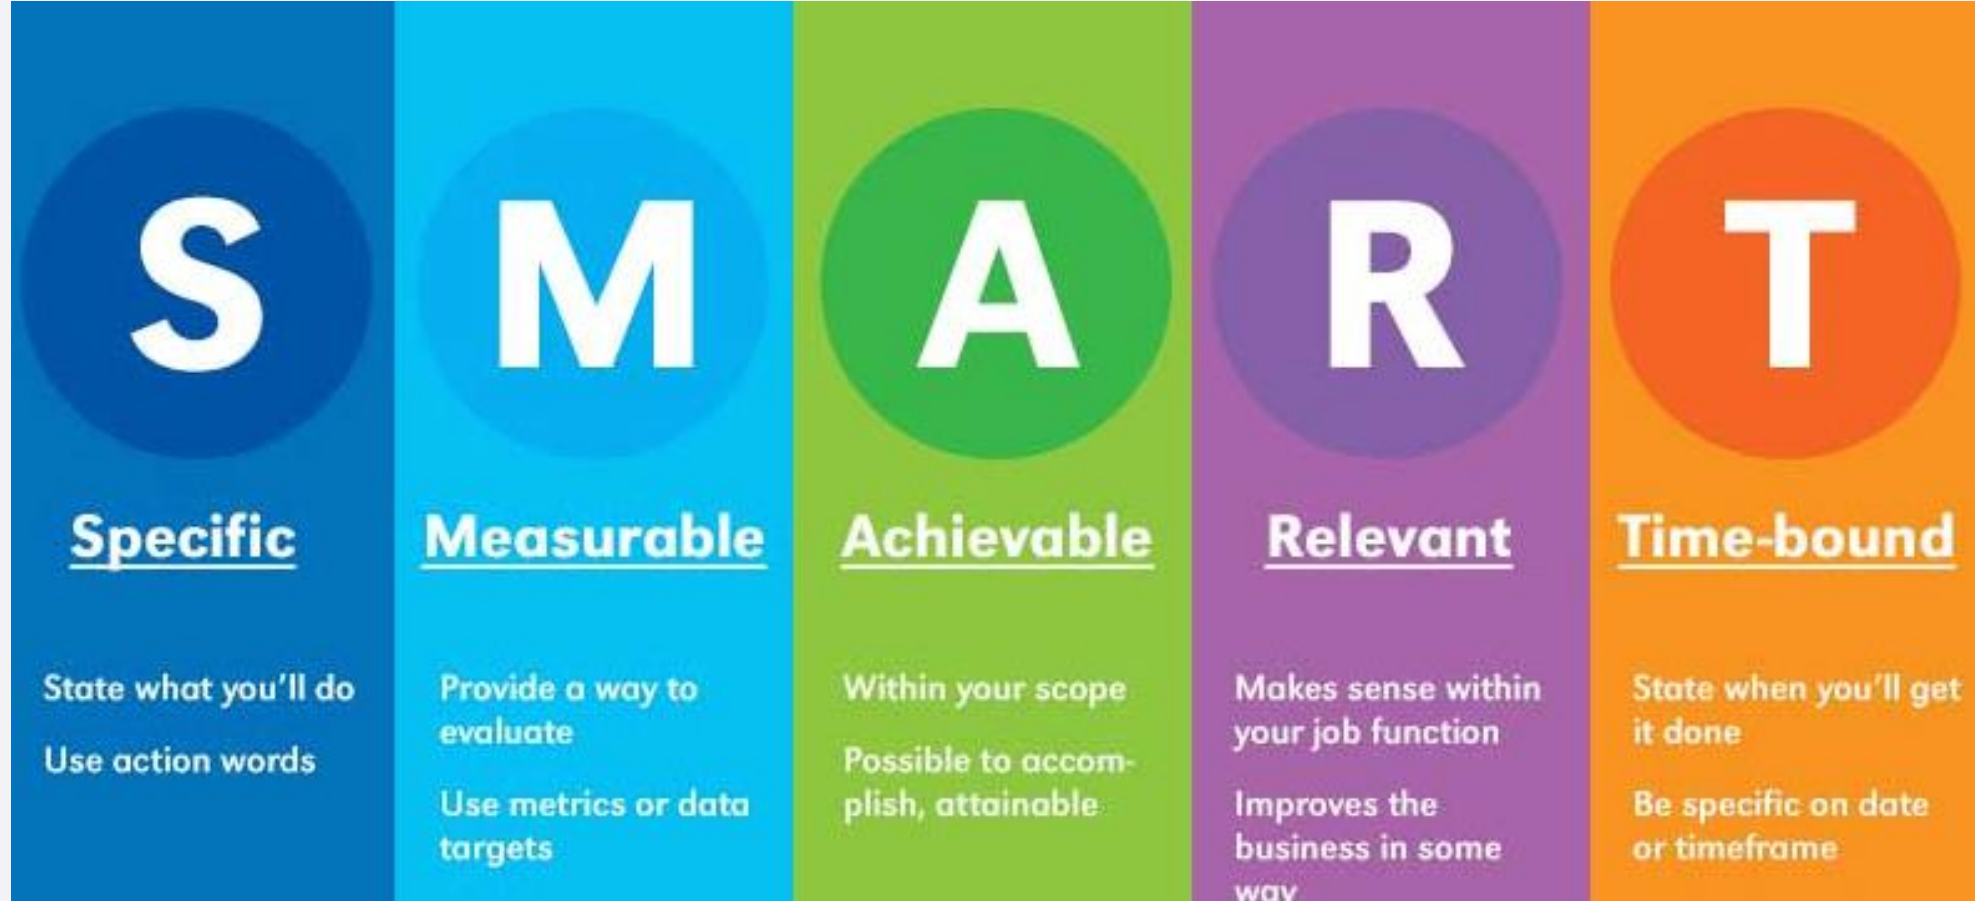 S
Specific
State what you'll do
Use action words
M
Measurable
Provide a way to
evaluate
Use metrics or data
targets
A
Achievable
Within your scope
Possible to accom-
plish, attainable
R
Relevant
Makes sense within
your job function
Improves the
business in some
way
T
Time-bound
State when you'll get
it done
Be specific on date
or timeframe